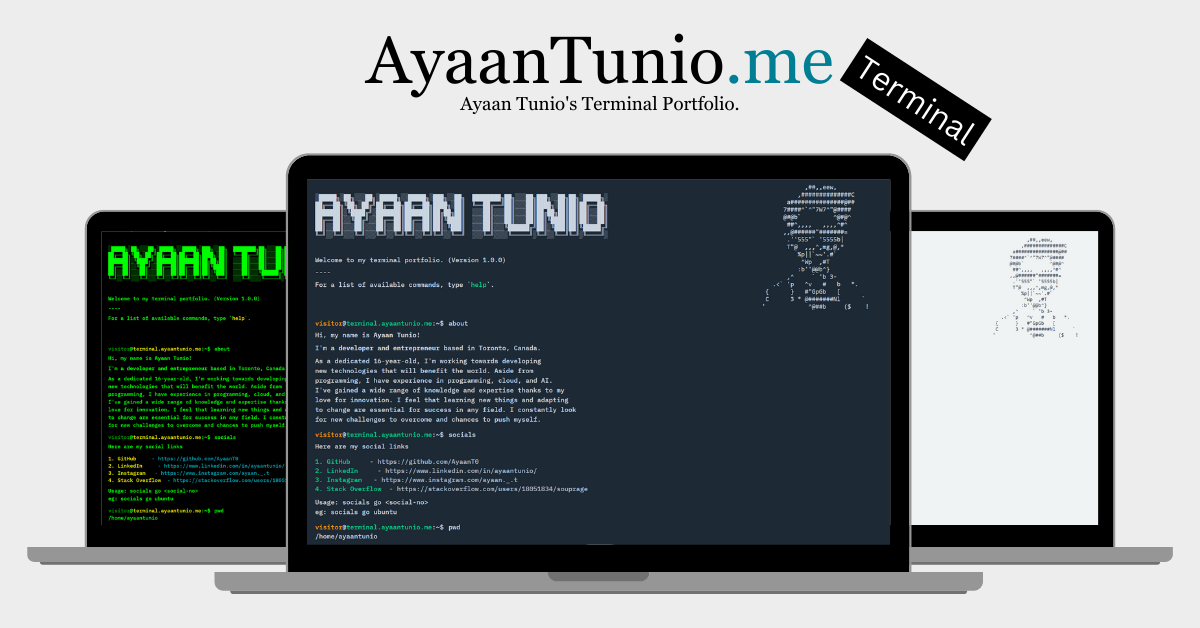 AyaanTunio.me
Terminal
Ayaan Tunio's Terminal Portfolio.
AYAAN TU
Welcome to my terminal portfolio. (Version 1.0.0)
----
For a list of available commands, type `help`.
visitor@terminal.ayaantunio.me:~$ about
Hi, my name is Ayaan Tunio!
I'm a developer and entrepreneur based in Toronto, Canada
As a dedicated 16-year-old, I'm working towards developing
new technologies that will benefit the world. Aside from
programming, I have experience in programming, cloud, and
I've gained a wide range of knowledge and expertise thanks
love for innovation. I feel that learning new things and
to change are essential for success in any field. I
for new challenges to overcome and chances to push myself.
visitor@terminal.ayaantunio.me:~$ socials
Here are my social links
1. GitHub - https://github.com/AyaanT0
2. LinkedIn - https://www.linkedin.com/in/ayaantunio/
3. Instagram - https://www.instagram.com/ayaan._.t
4. Stack Overflow - https://stackoverflow.com/users/1805
Usage: socials go <social-no>
eg: socials go ubuntu
visitor@terminal.ayaantunio.me:~$ pwd
/home/ayaantunio
AYAAN TUNIO
Welcome to my terminal portfolio. (Version 1.0.0)
----
For a list of available commands, type `help`.
visitor@terminal.ayaantunio.me:~$ about
Hi, my name is Ayaan Tunio!
I'm a developer and entrepreneur based in Toronto, Canada.
As a dedicated 16-year-old, I'm working towards developing
new technologies that will benefit the world. Aside from
programming, I have experience in programming, cloud, and AI.
I've gained a wide range of knowledge and expertise thanks to my
love for innovation. I feel that learning new things and adapting
to change are essential for success in any field. I constantly look
for new challenges to overcome and chances to push myself.
visitor@terminal.ayaantunio.me:~$ socials
Here are my social links
1. GitHub - https://github.com/AyaanT0
2. LinkedIn - https://www.linkedin.com/in/ayaantunio/
3. Instagram - https://www.instagram.com/ayaan._.t
4. Stack Overflow - https://stackoverflow.com/users/18051834/souprage
Usage: socials go <social-no>
eg: socials go ubuntu
visitor@terminal.ayaantunio.me:~$ pwd
/home/ayaantunio